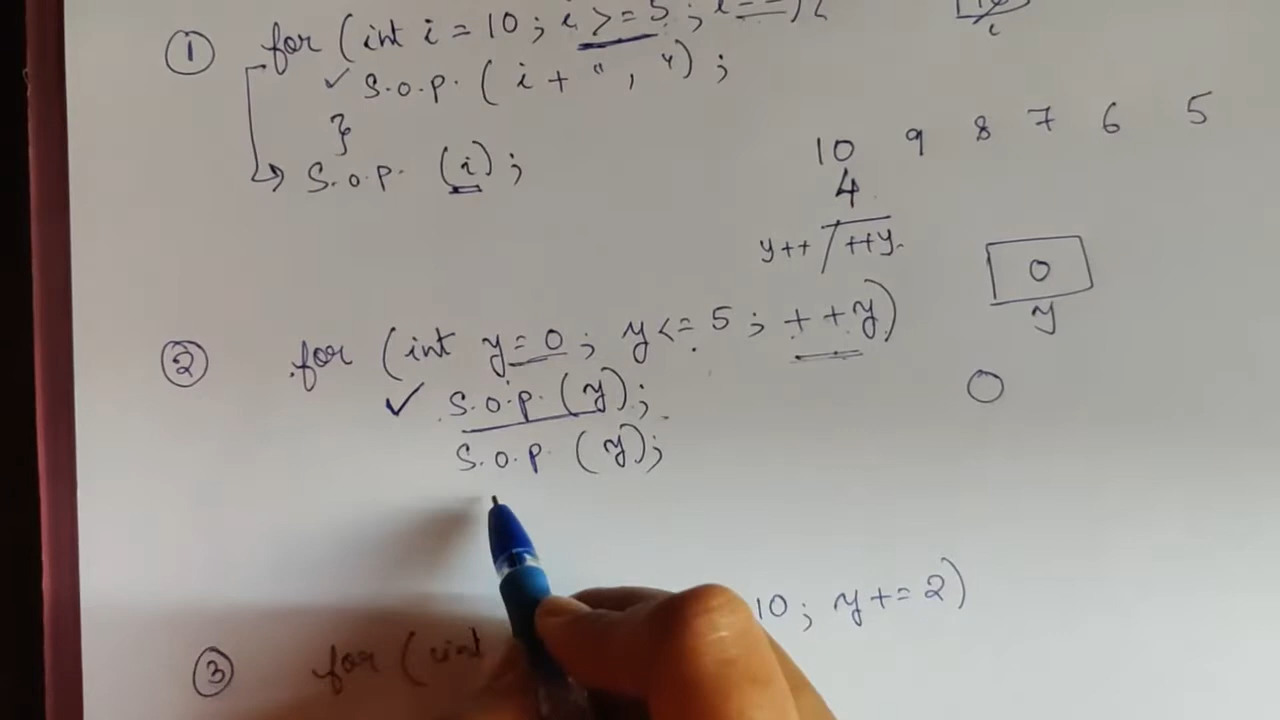 ① for (int i = 10; i >= 5; i--) {
S.o.p. (i + " , ");
}
S.o.p. (i);
10 9 8 7 6 5
4
y++ / ++y.
② for (int y = 0; y <= 5; ++y)
S.o.p. (y);
S.o.p. (y);
0
y
0
③ for (int 10; y += 2)
i